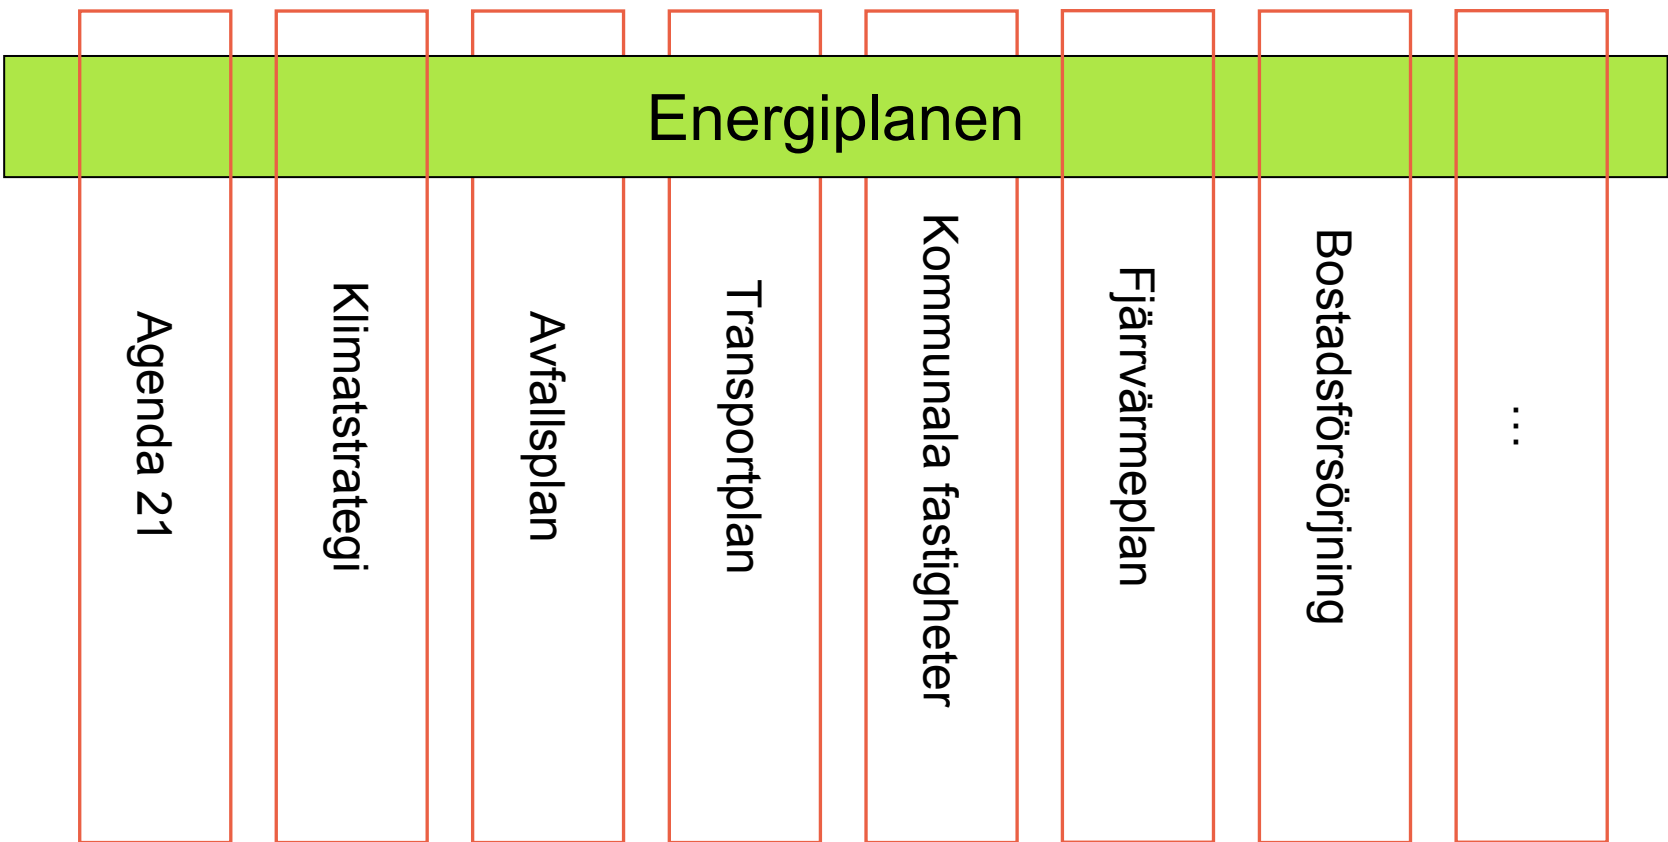 Energiplanen
Agenda 21
Klimatstrategi
Avfallsplan
Transportplan
Kommunala fastigheter
Fjärrvärmeplan
Bostadsförsörjning
...